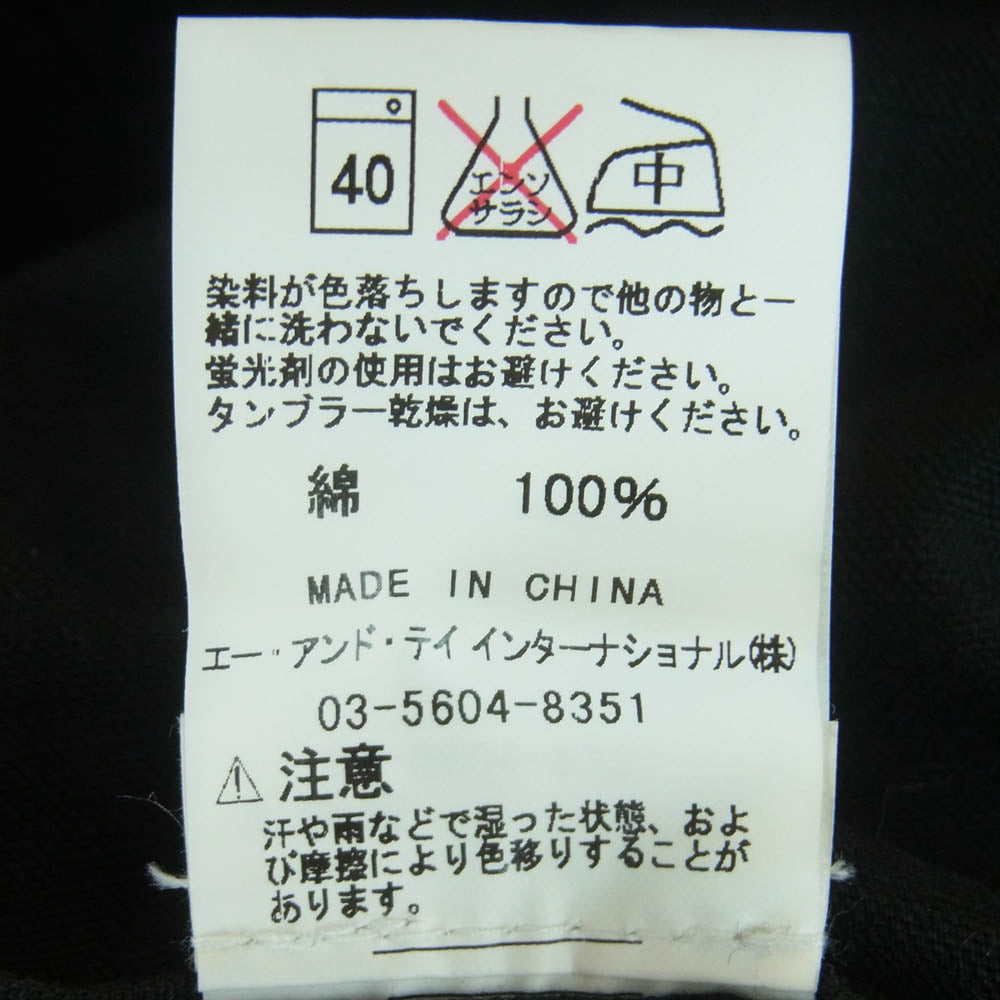 40
エンソ
サラシ
中
染料が色落ちしますので他の物と一
緒に洗わないでください。
蛍光剤の使用はお避けください。
タンブラー乾燥は、お避けください。
綿 100%
MADE IN CHINA
エー・アンド・テイ インターナショナル(株)
03-5604-8351
⚠ 注意
汗や雨などで湿った状態、およ
び摩擦により色移りすることが
あります。